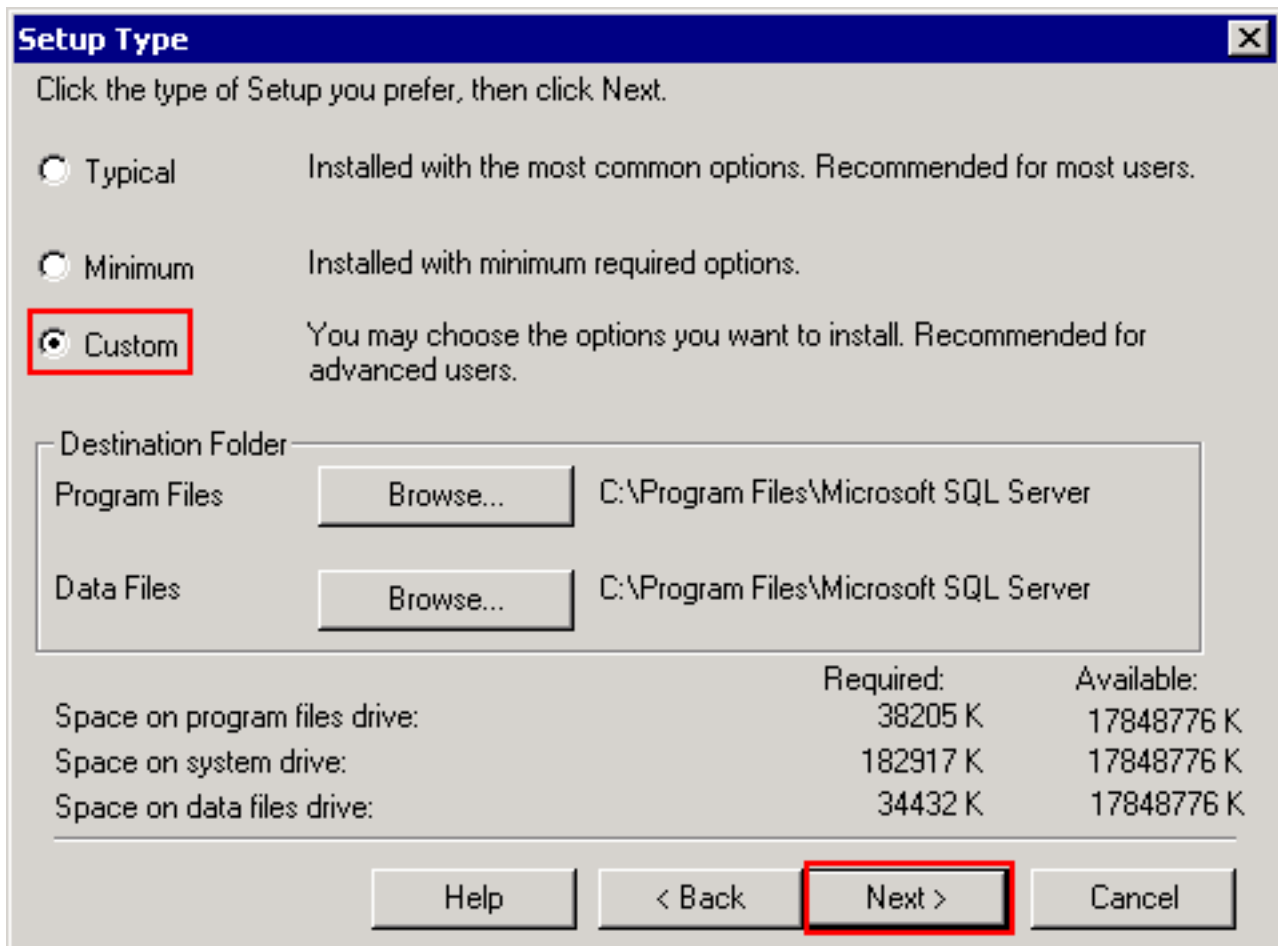 Setup Type
Click the type of Setup you prefer, then click Next.
Typical Installed with the most common options. Recommended for most users.
Minimum Installed with minimum required options.
Custom You may choose the options you want to install. Recommended for
advanced users.
Destination Folder
Program Files Browse... C:\Program Files\Microsoft SQL Server
Data Files Browse... C:\Program Files\Microsoft SQL Server
Required: Available:
Space on program files drive: 38205 K 17848776 K
Space on system drive: 182917 K 17848776 K
Space on data files drive: 34432 K 17848776 K
Help < Back Next > Cancel